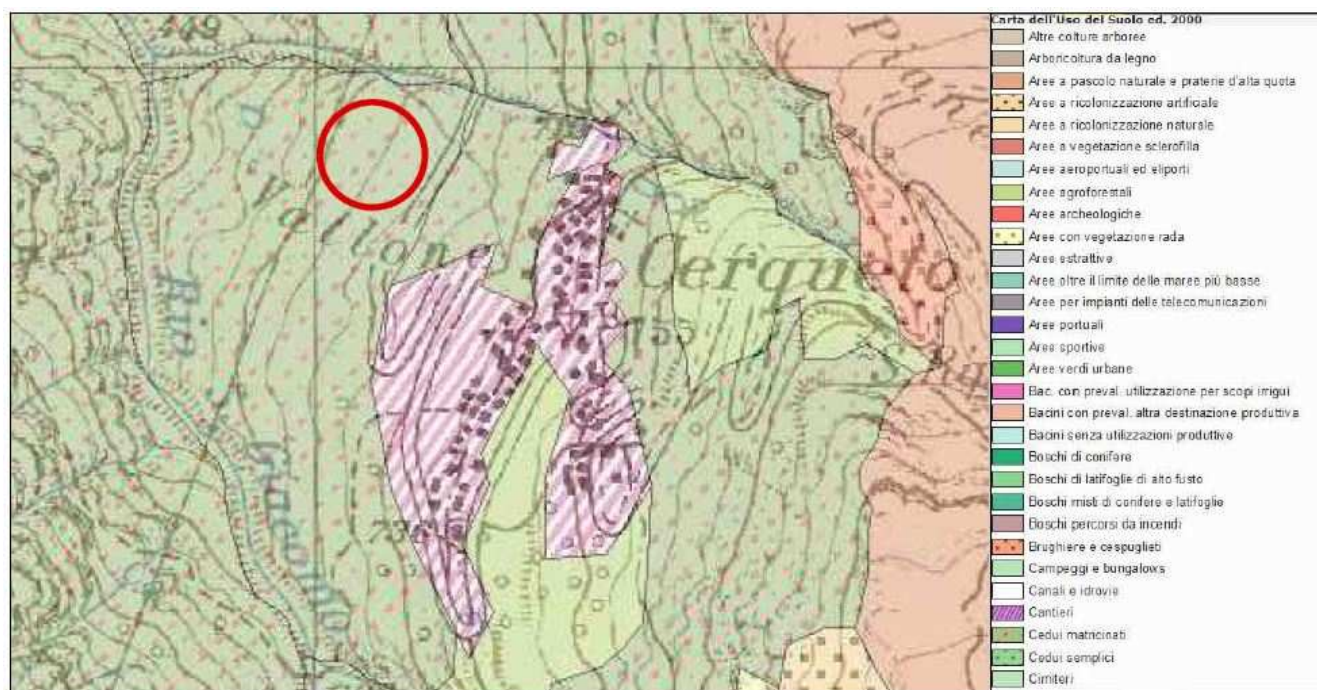 Carta dell'Uso del Suolo ed. 2000
Altre colture arboree
Arboricoltura da legno
Aree a pascolo naturale e praterie d'alta quota
Aree a ricolonizzazione artificiale
Aree a ricolonizzazione naturale
Aree a vegetazione sclerofilla
Aree aeroportuali ed eliporti
Aree agroforestali
Aree archeologiche
Aree con vegetazione rada
Aree estrattive
Aree oltre il limite delle maree più basse
Aree per impianti delle telecomunicazioni
Aree portuali
Aree sportive
Aree verdi urbane
Bac. con preval. utilizzazione per scopi irrigui
Bacini con preval. altra destinazione produttiva
Bacini senza utilizzazioni produttive
Boschi di conifere
Boschi di latifoglie di alto fusto
Boschi misti di conifere e latifoglie
Boschi percorsi da incendi
Brughiere e cespuglieti
Campeggi e bungalows
Canali e idrovie
Cantieri
Cedui matricinati
Cedui semplici
Cimiteri
749
Piane
Vallone
Cerqueto
755
Rio
736